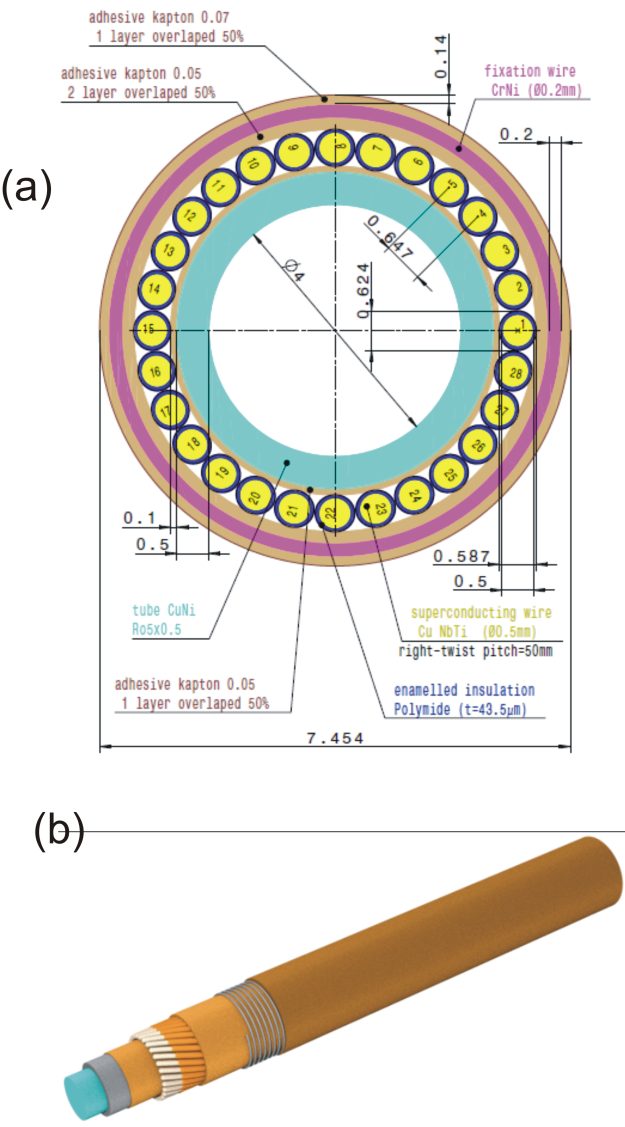 adhesive kapton 0.07
1 layer overlaped 50%
adhesive kapton 0.05
2 layer overlaped 50%
0.14
fixation wire
CrNi (Ø0.2mm)
0.2
(a)
9
8
7
10
6
11
5
12
4
13
3
14
2
15
1
16
28
17
27
18
26
19
25
20
24
21
22
23
0.647
Ø4
0.624
0.1
0.5
0.587
0.5
tube CuNi
Ro5x0.5
superconducting wire
Cu NbTi (Ø0.5mm)
right-twist pitch=50mm
adhesive kapton 0.05
1 layer overlaped 50%
enamelled insulation
Polymide (t=43.5µm)
7.454
(b)